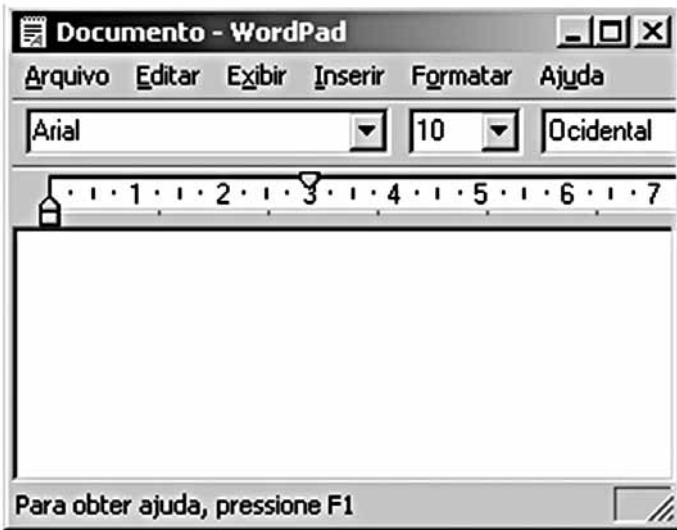 Documento - WordPad
Arquivo Editar Exibir Inserir Formatar Ajuda
Arial 10 Ocidental
1 2 3 4 5 6 7
Para obter ajuda, pressione F1